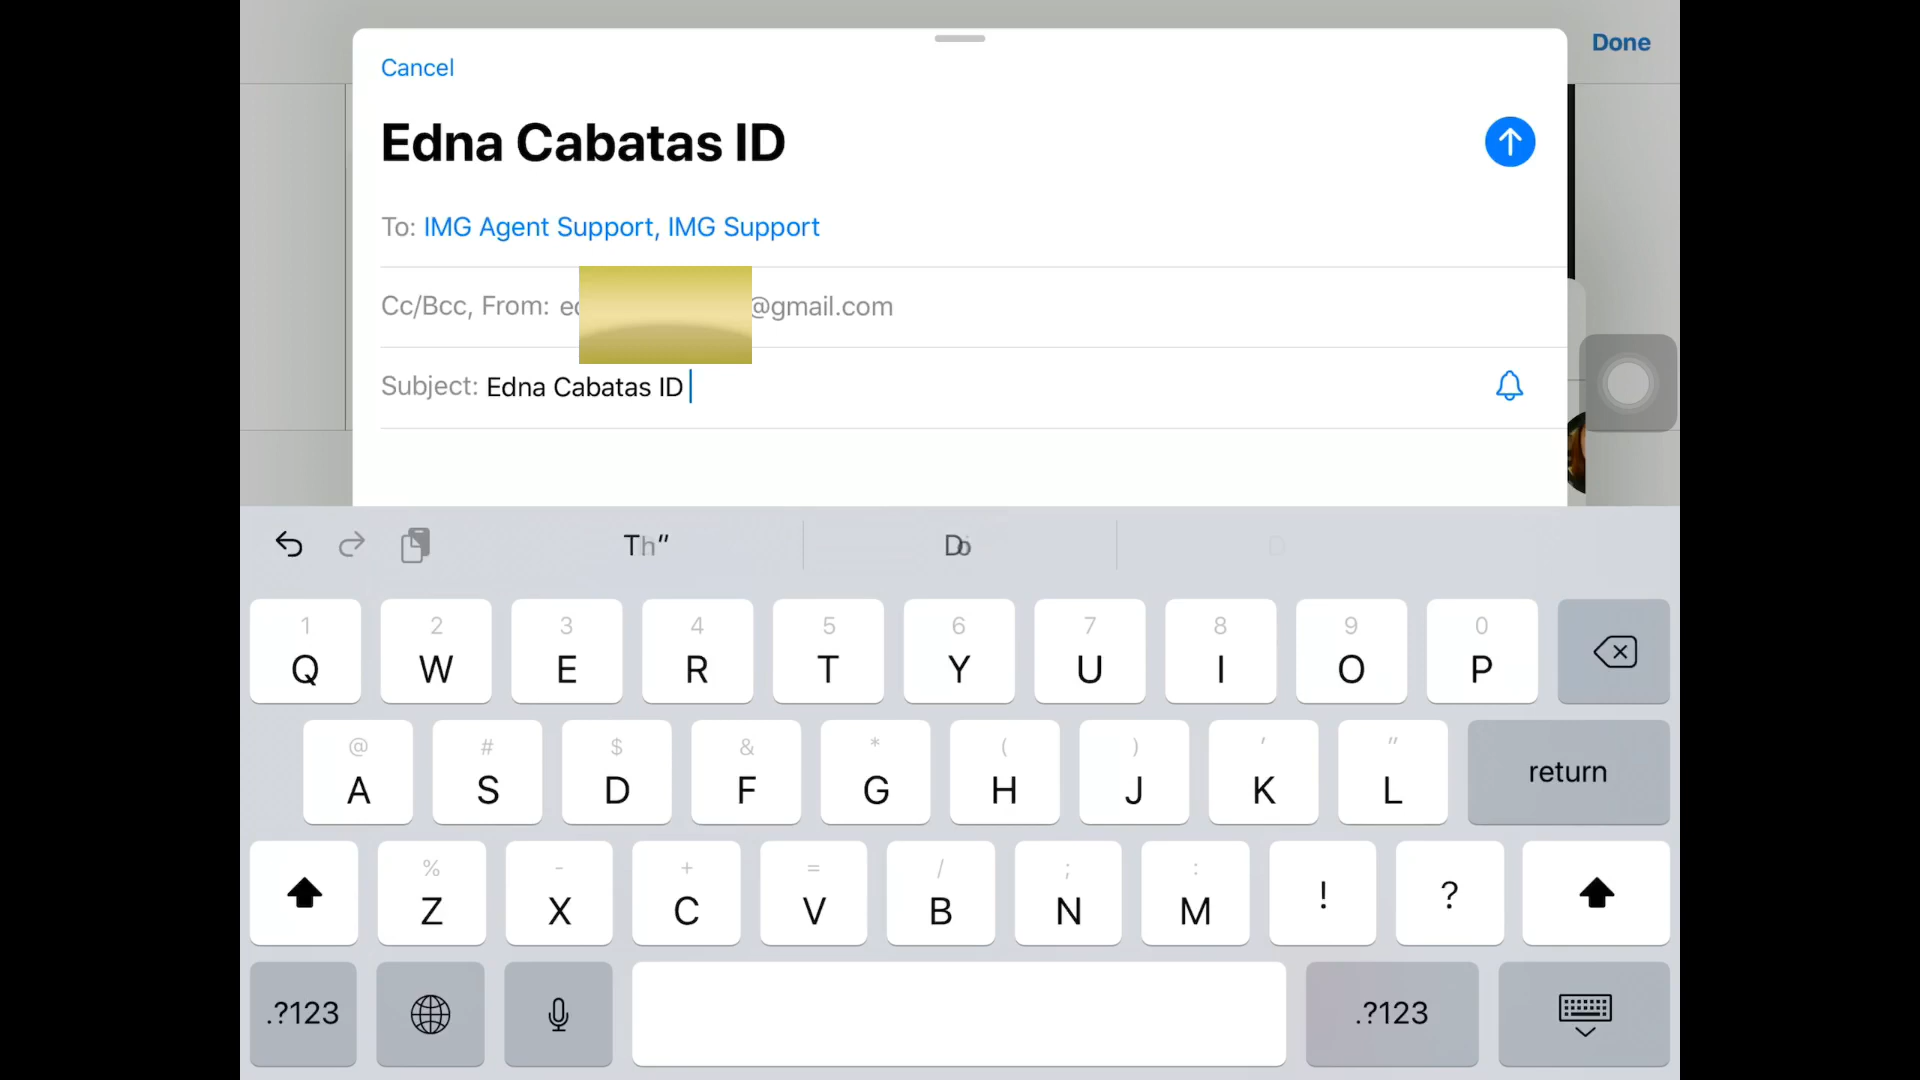 Done
Cancel
Edna Cabatas ID
To: IMG Agent Support, IMG Support
Cc/Bcc, From: ed @gmail.com
Subject: Edna Cabatas ID
1 2 3 4 5 6 7 8 9 0
Q W E R T Y U I O P
@ # $ & * ( ) ' "
A S D F G H J K L return
% - + = / ; :
Z X C V B N M ! ?
.?123 .?123